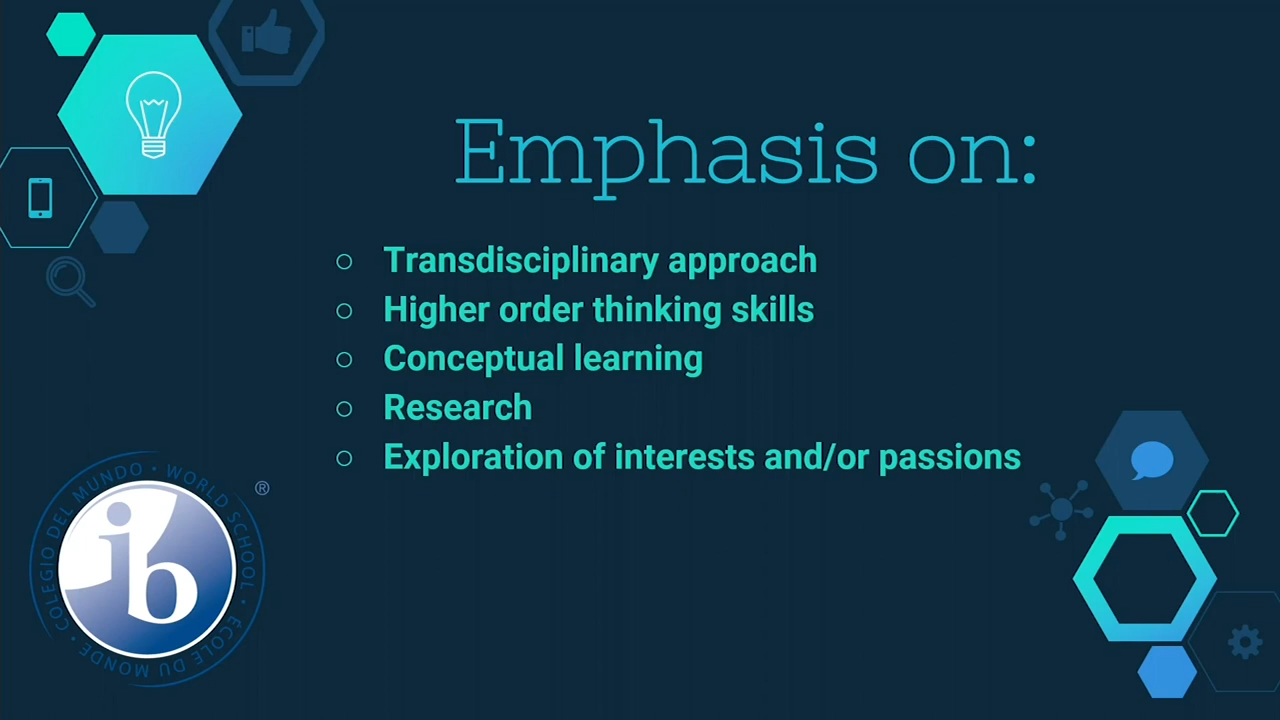 Emphasis on:
○ Transdisciplinary approach
○ Higher order thinking skills
○ Conceptual learning
○ Research
○ Exploration of interests and/or passions
COLEGIO DEL MUNDO • WORLD SCHOOL • ÉCOLE DU MONDE •
®
ib